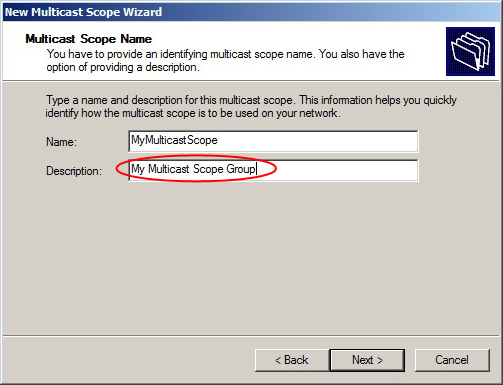 New Multicast Scope Wizard
Multicast Scope Name
You have to provide an identifying multicast scope name. You also have the
option of providing a description.
Type a name and description for this multicast scope. This information helps you quickly
identify how the multicast scope is to be used on your network.
Name: MyMulticastScope
Description: My Multicast Scope Group
< Back Next > Cancel